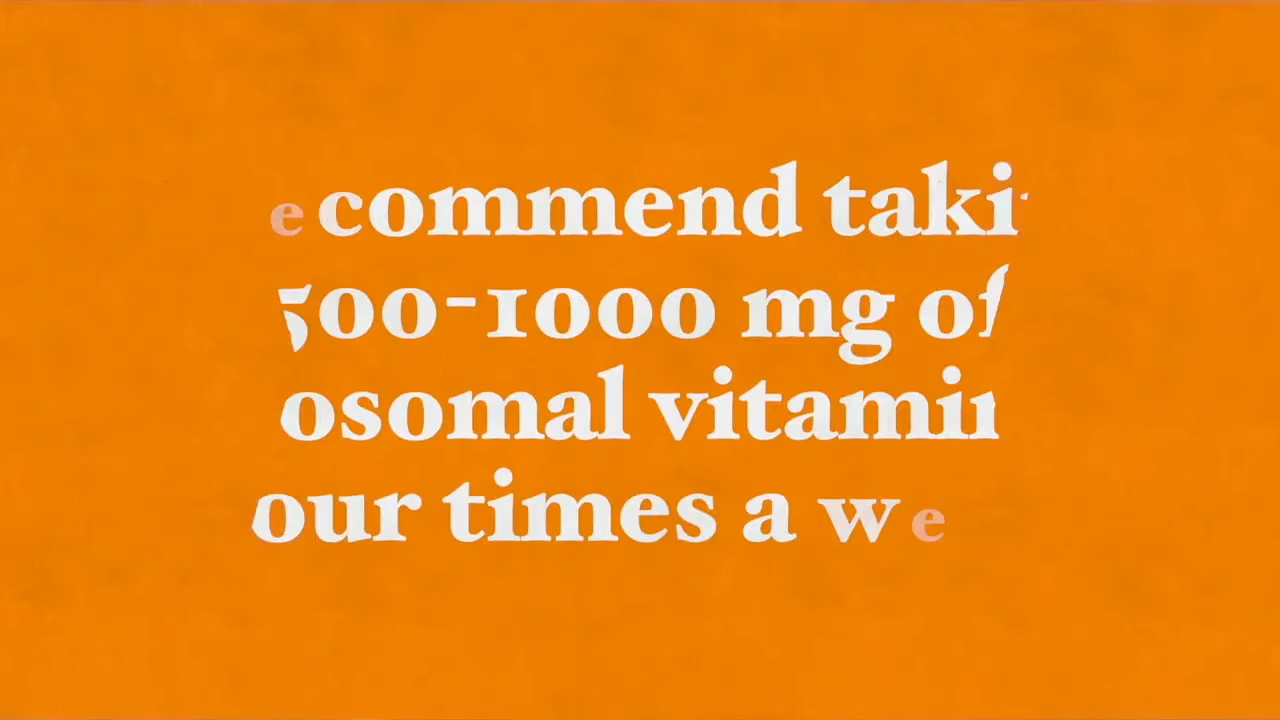 ecommend taki
500-1000 mg of
osomal vitamin
our times a we